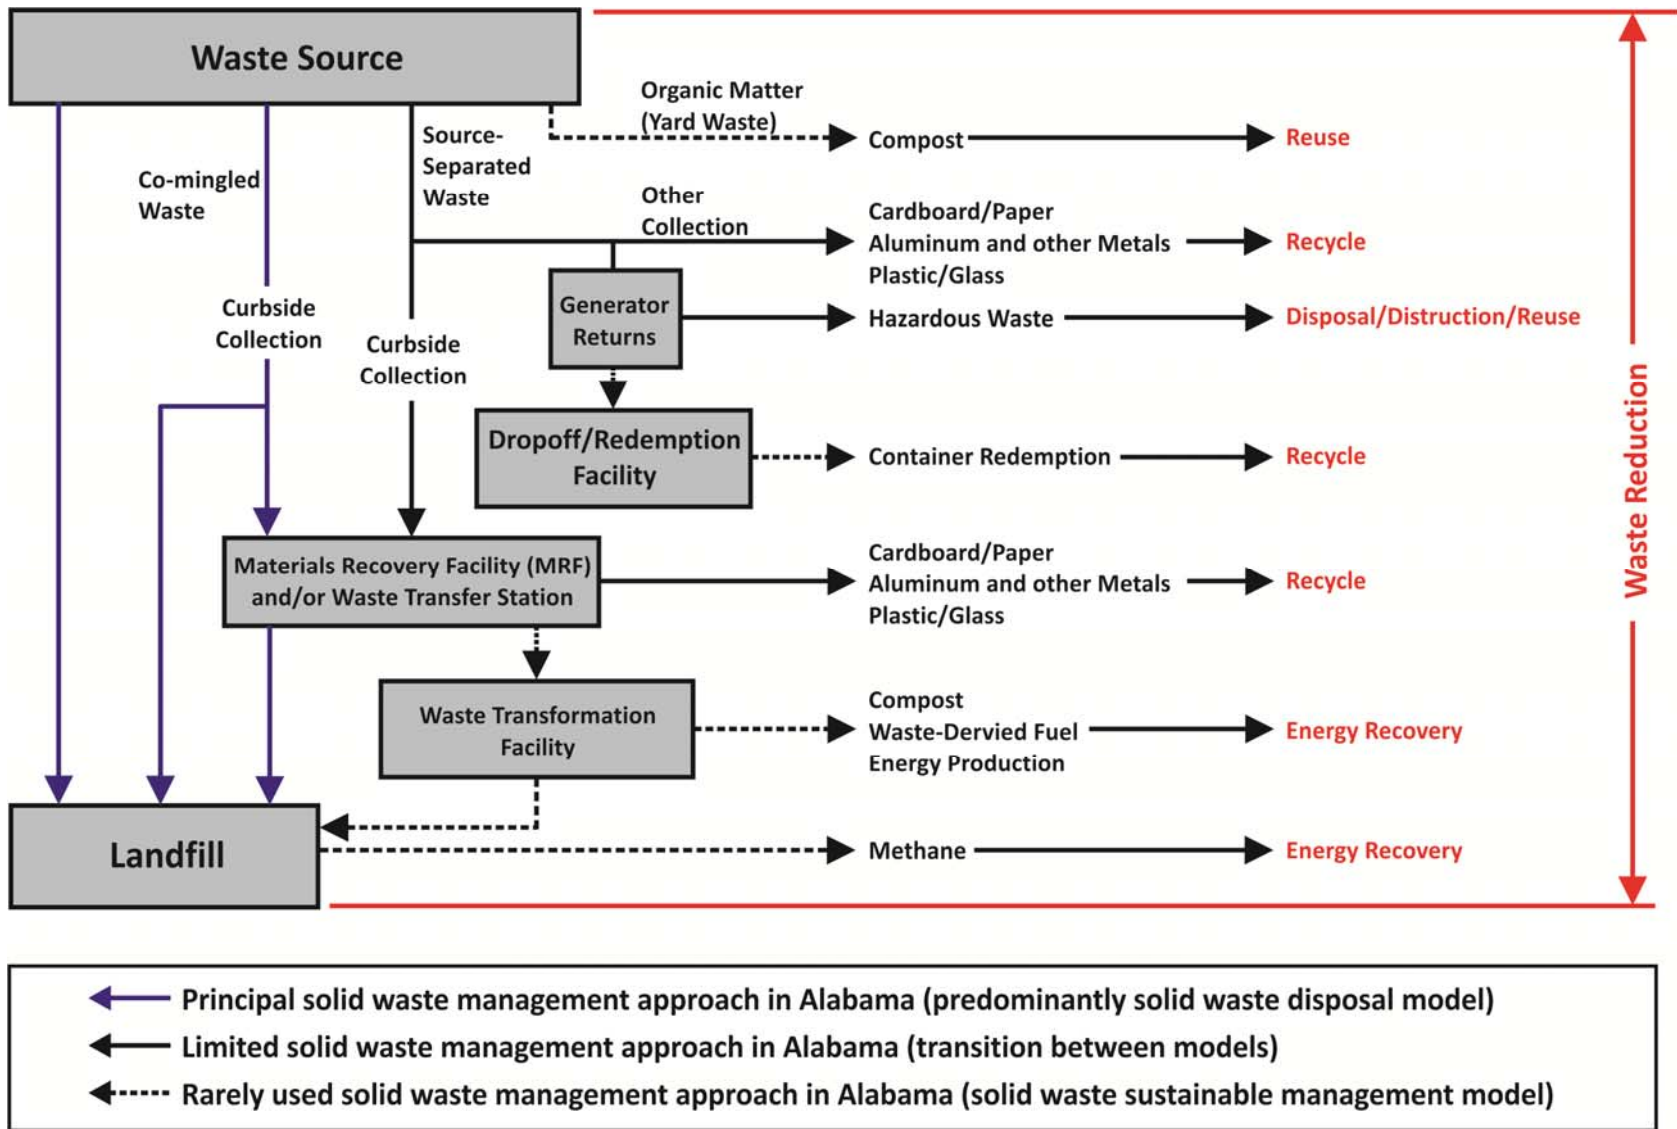 Waste Source
Organic Matter
(Yard Waste)
Compost
Reuse
Source-
Separated
Waste
Co-mingled
Waste
Other
Collection
Cardboard/Paper
Aluminum and other Metals
Plastic/Glass
Recycle
Generator
Returns
Hazardous Waste
Disposal/Distruction/Reuse
Curbside
Collection
Curbside
Collection
Dropoff/Redemption
Facility
Container Redemption
Recycle
Waste Reduction
Materials Recovery Facility (MRF)
and/or Waste Transfer Station
Cardboard/Paper
Aluminum and other Metals
Plastic/Glass
Recycle
Waste Transformation
Facility
Compost
Waste-Dervied Fuel
Energy Production
Energy Recovery
Landfill
Methane
Energy Recovery
Principal solid waste management approach in Alabama (predominantly solid waste disposal model)
Limited solid waste management approach in Alabama (transition between models)
Rarely used solid waste management approach in Alabama (solid waste sustainable management model)